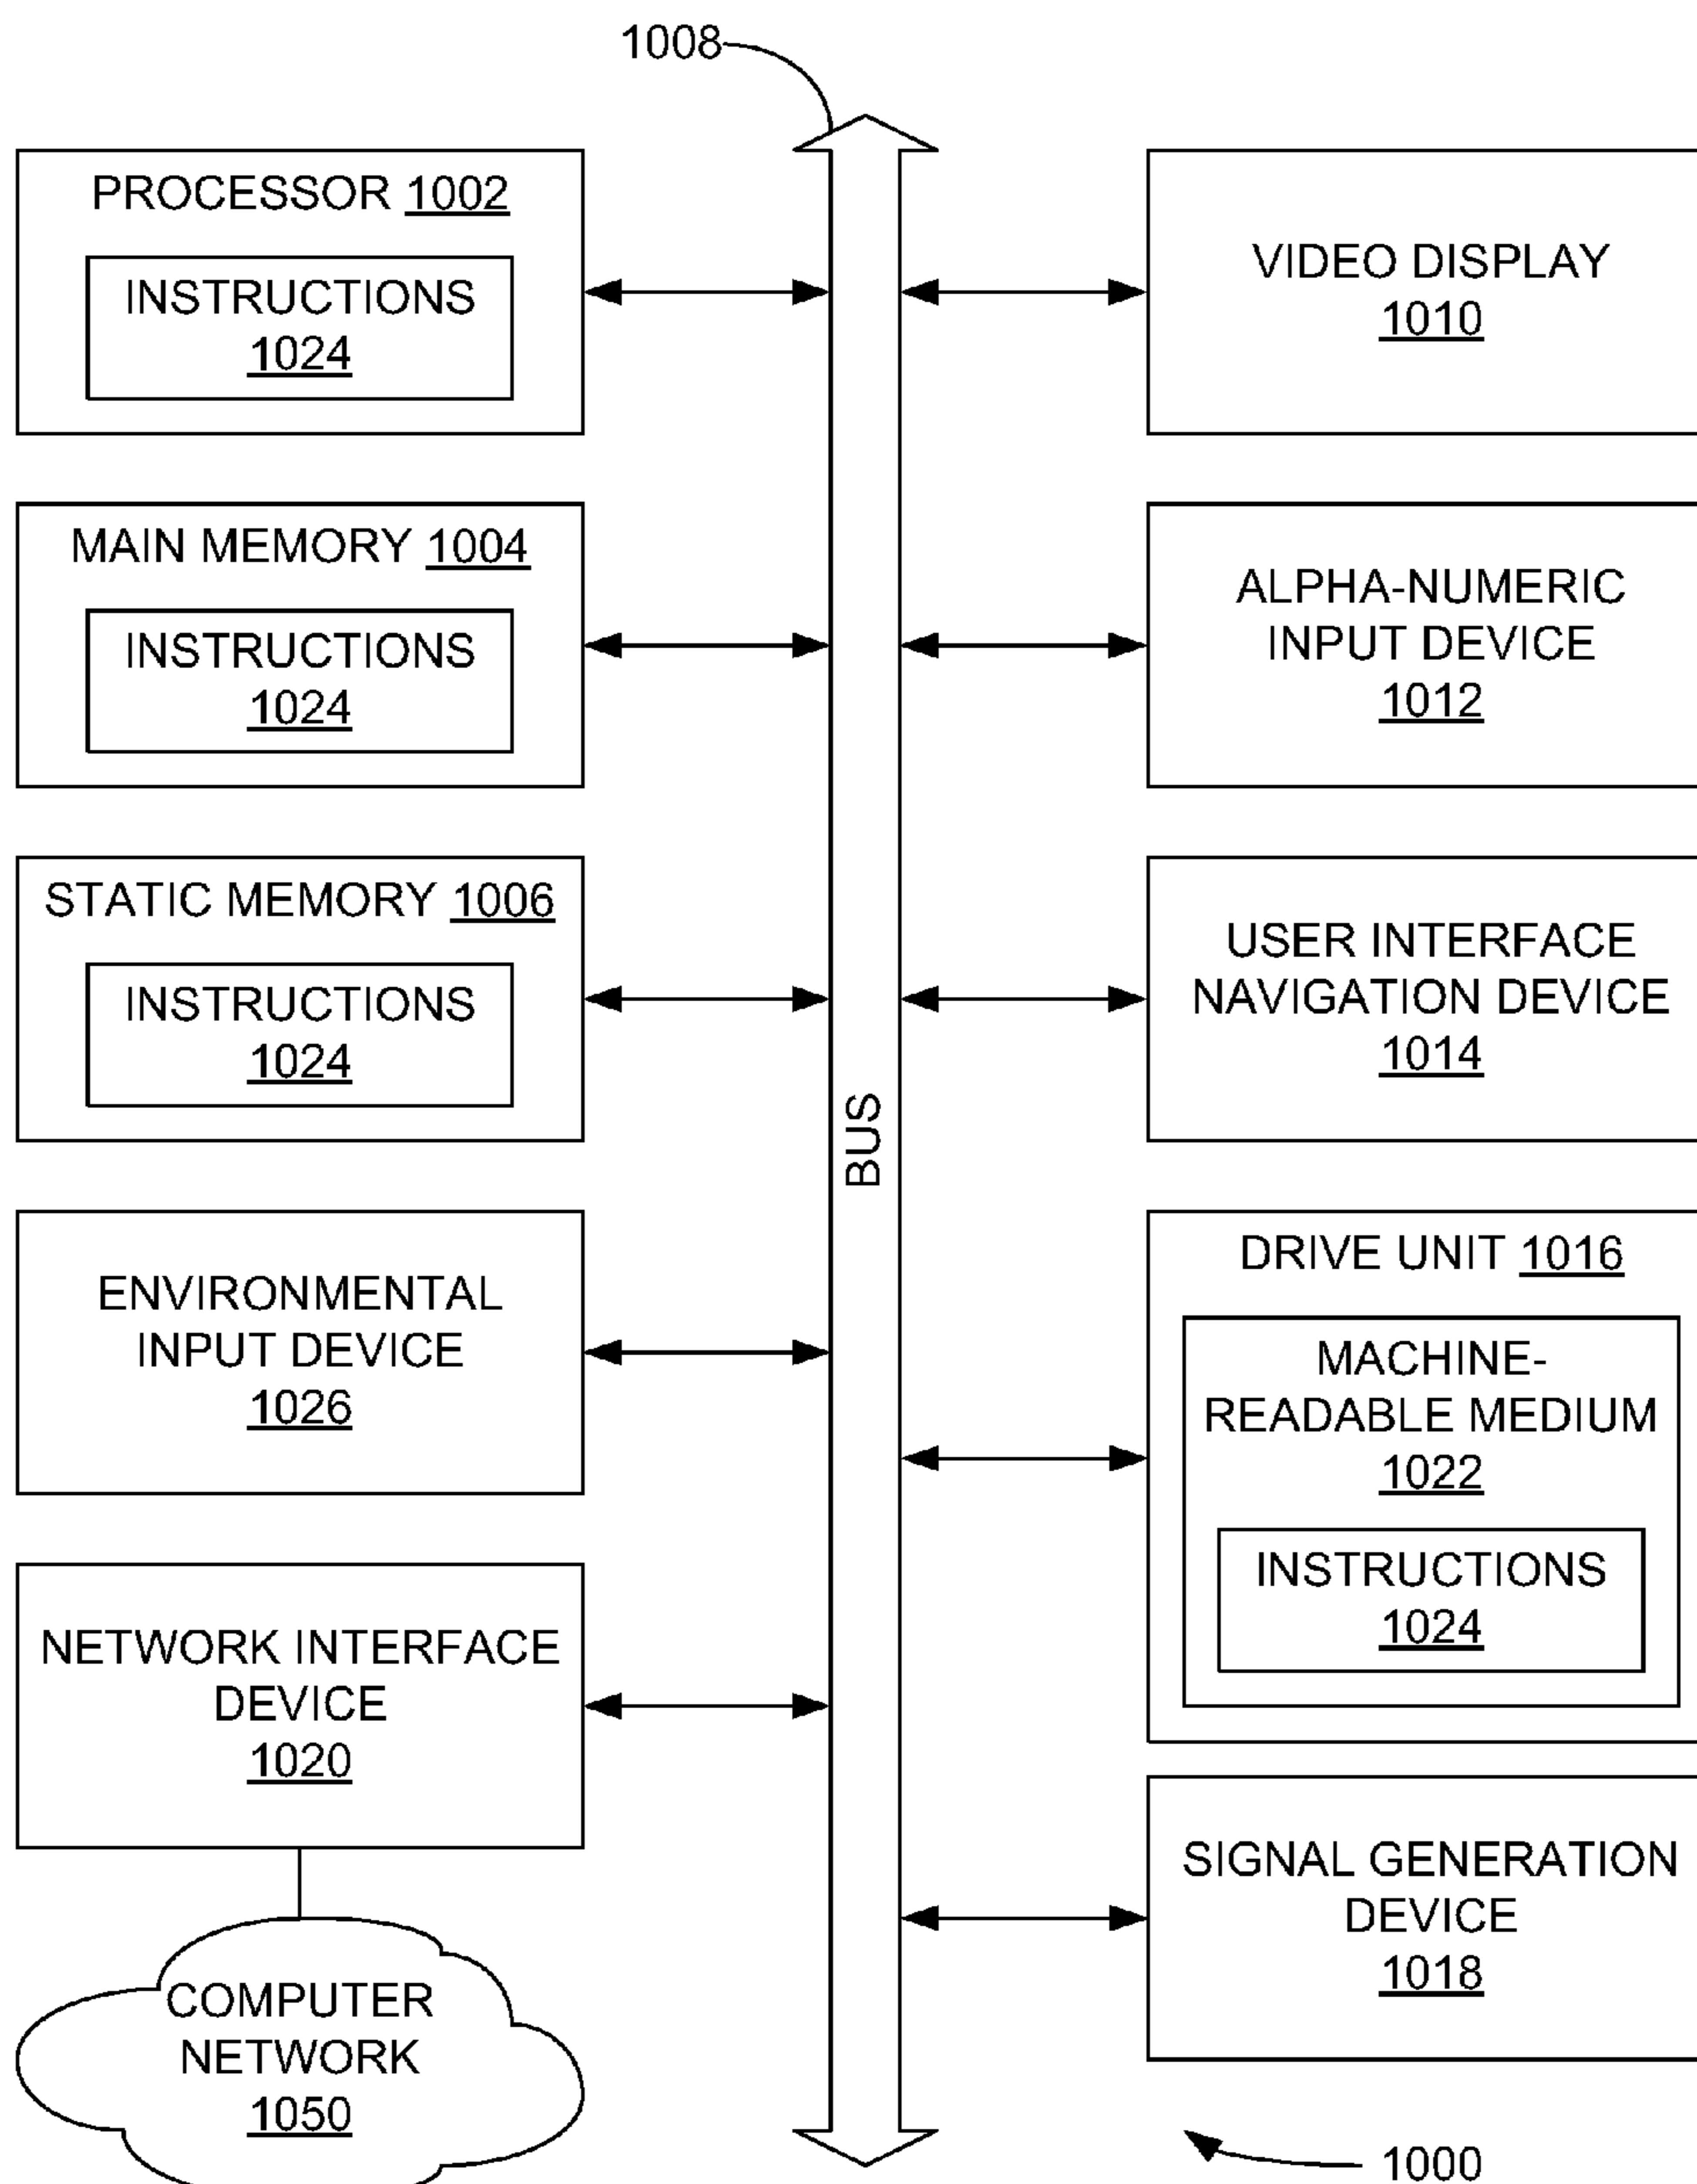 1008
PROCESSOR 1002
INSTRUCTIONS
1024
MAIN MEMORY 1004
INSTRUCTIONS
1024
STATIC MEMORY 1006
INSTRUCTIONS
1024
ENVIRONMENTAL
INPUT DEVICE
1026
NETWORK INTERFACE
DEVICE
1020
COMPUTER
NETWORK
1050
BUS
VIDEO DISPLAY
1010
ALPHA-NUMERIC
INPUT DEVICE
1012
USER INTERFACE
NAVIGATION DEVICE
1014
DRIVE UNIT 1016
MACHINE-
READABLE MEDIUM
1022
INSTRUCTIONS
1024
SIGNAL GENERATION
DEVICE
1018
1000